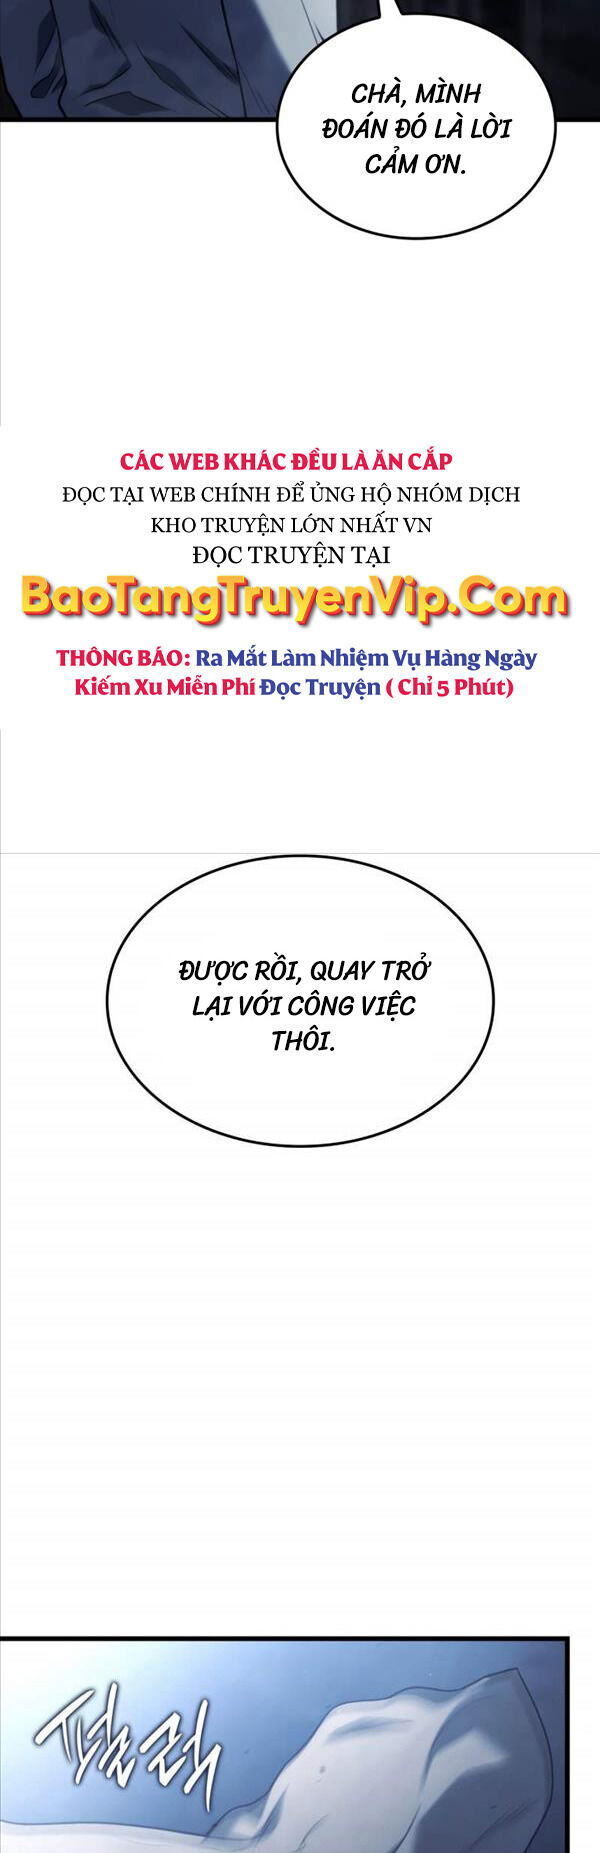 CHÀ, MÌNH
ĐOÁN ĐÓ LÀ LỜI
CẢM ƠN.
CÁC WEB KHÁC ĐỀU LÀ ĂN CẮP
ĐỌC TẠI WEB CHÍNH ĐỂ ỦNG HỘ NHÓM DỊCH
KHO TRUYỆN LỚN NHẤT VN
ĐỌC TRUYỆN TẠI
BaoTangTruyenVip.Com
THÔNG BÁO: Ra Mắt Làm Nhiệm Vụ Hàng Ngày
Kiếm Xu Miễn Phí Đọc Truyện ( Chỉ 5 Phút)
ĐƯỢC RỒI, QUAY TRỞ
LẠI VỚI CÔNG VIỆC
THÔI.
펄럭